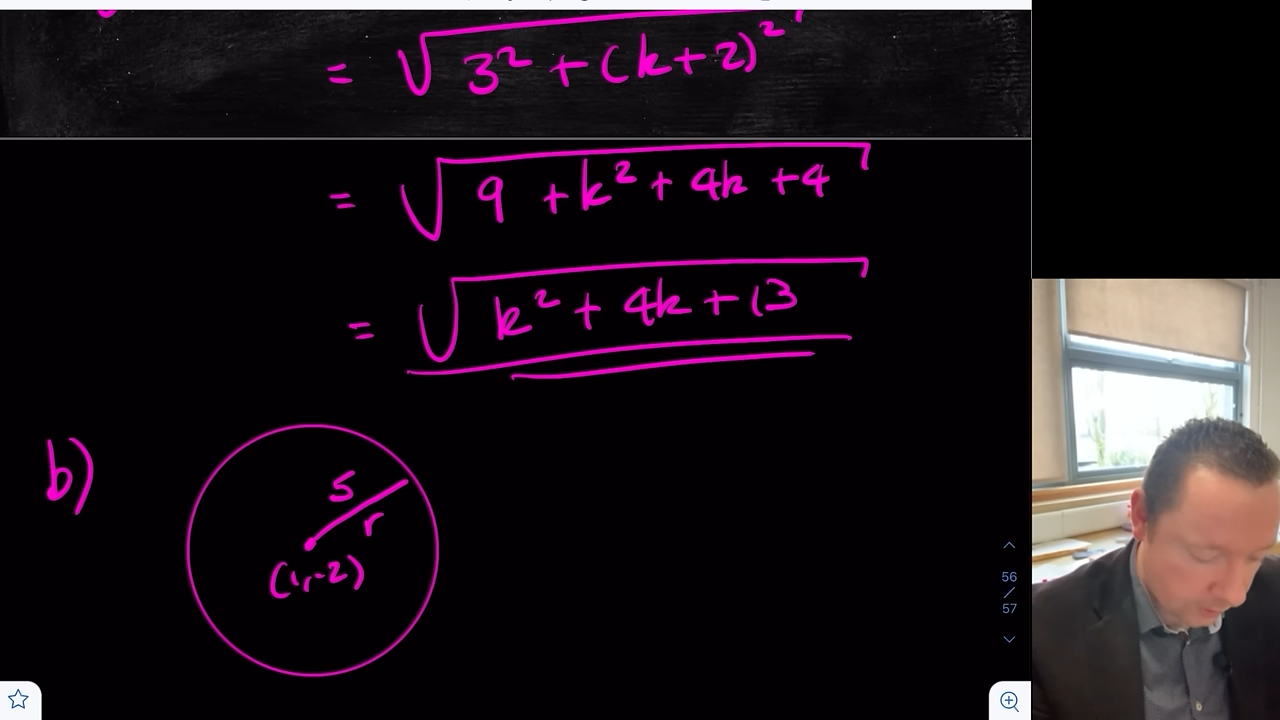 = √3² + (k+2)²
= √9 + k² + 4k + 4
= √k² + 4k + 13
b)
5
r
(1,-2)
56
/
57